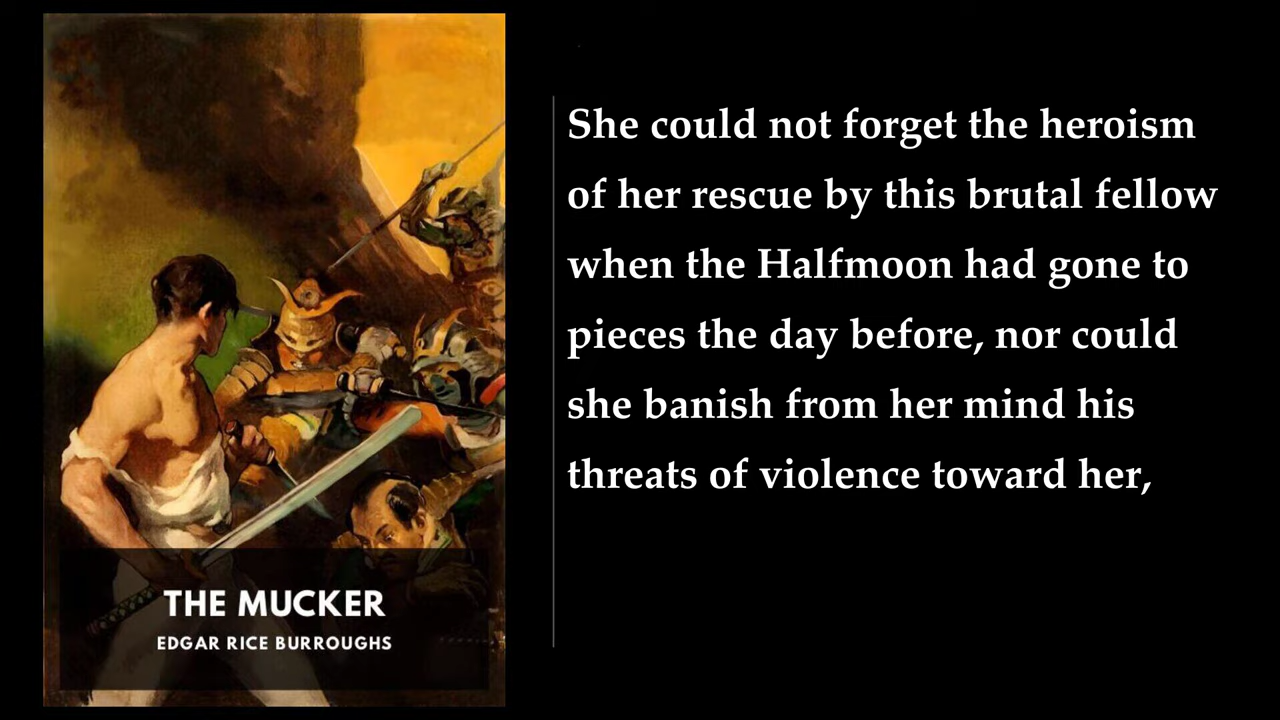 She could not forget the heroism
of her rescue by this brutal fellow
when the Halfmoon had gone to
pieces the day before, nor could
she banish from her mind his
threats of violence toward her,
THE MUCKER
EDGAR RICE BURROUGHS